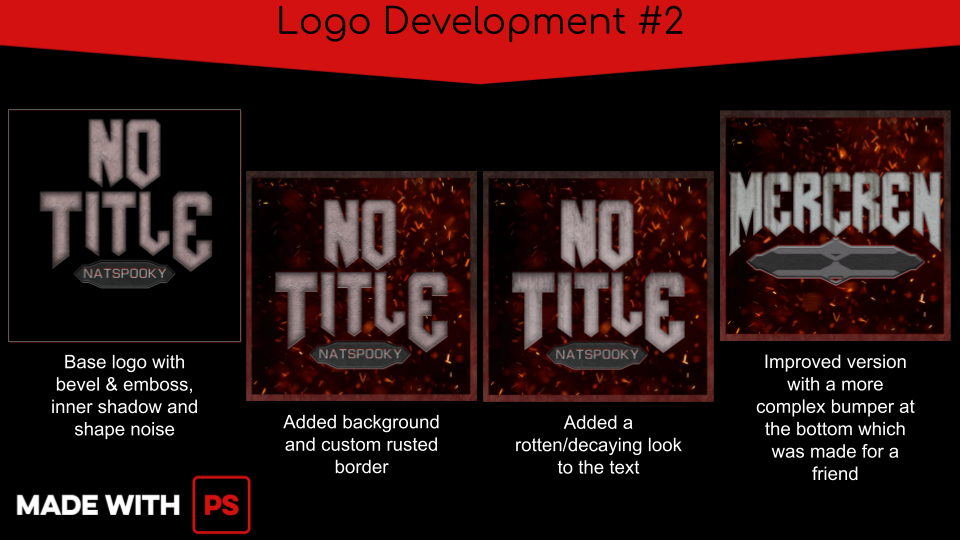 Logo Development #2
NO
TITLE
NATSPOOKY
Base logo with
bevel & emboss,
inner shadow and
shape noise
NO
TITLE
NATSPOOKY
Added background
and custom rusted
border
NO
TITLE
NATSPOOKY
Added a
rotten/decaying look
to the text
MERCREN
Improved version
with a more
complex bumper at
the bottom which
was made for a
friend
MADE WITH PS